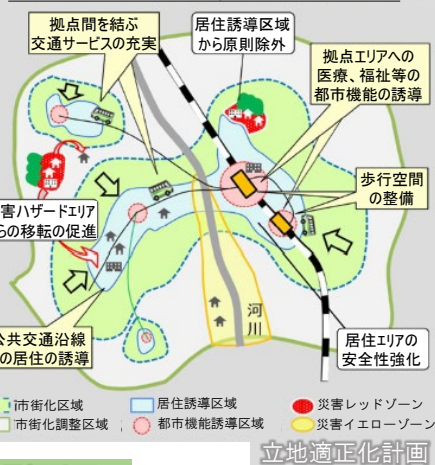 拠点間を結ぶ
交通サービスの充実
居住誘導区域
から原則除外
拠点エリアへの
医療、福祉等の
都市機能の誘導
歩行空間
の整備
害ハザードエリア
らの移転の促進
公共交通沿線
の居住の誘導
河川
居住エリアの
安全性強化
市街化区域
居住誘導区域
災害レッドゾーン
市街化調整区域
都市機能誘導区域
災害イエローゾーン
立地適正化計画